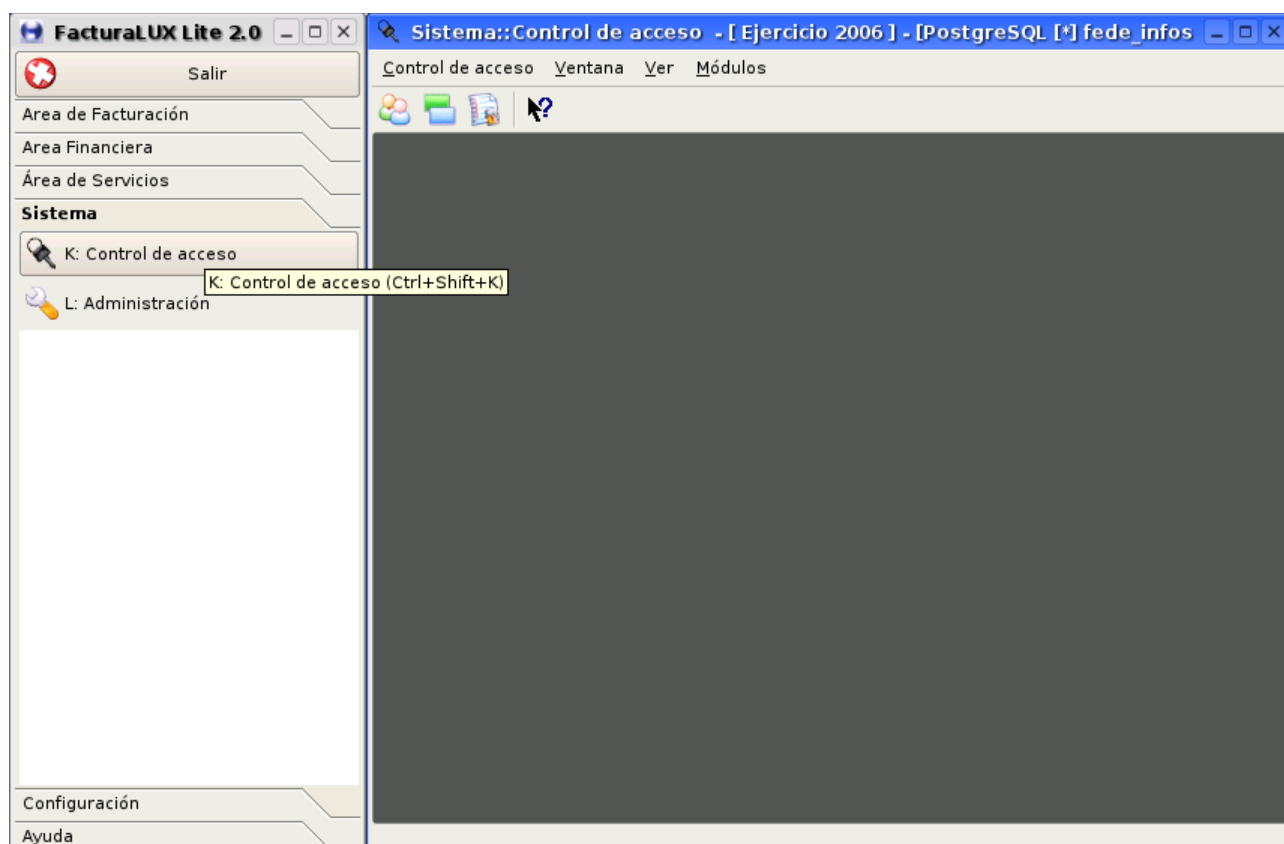 FacturaLUX Lite 2.0
Salir
Area de Facturación
Area Financiera
Área de Servicios
Sistema
K: Control de acceso
K: Control de acceso (Ctrl+Shift+K)
L: Administración
Configuración
Ayuda
Sistema::Control de acceso - [ Ejercicio 2006 ] - [PostgreSQL [*] fede_infos
Control de acceso Ventana Ver Módulos